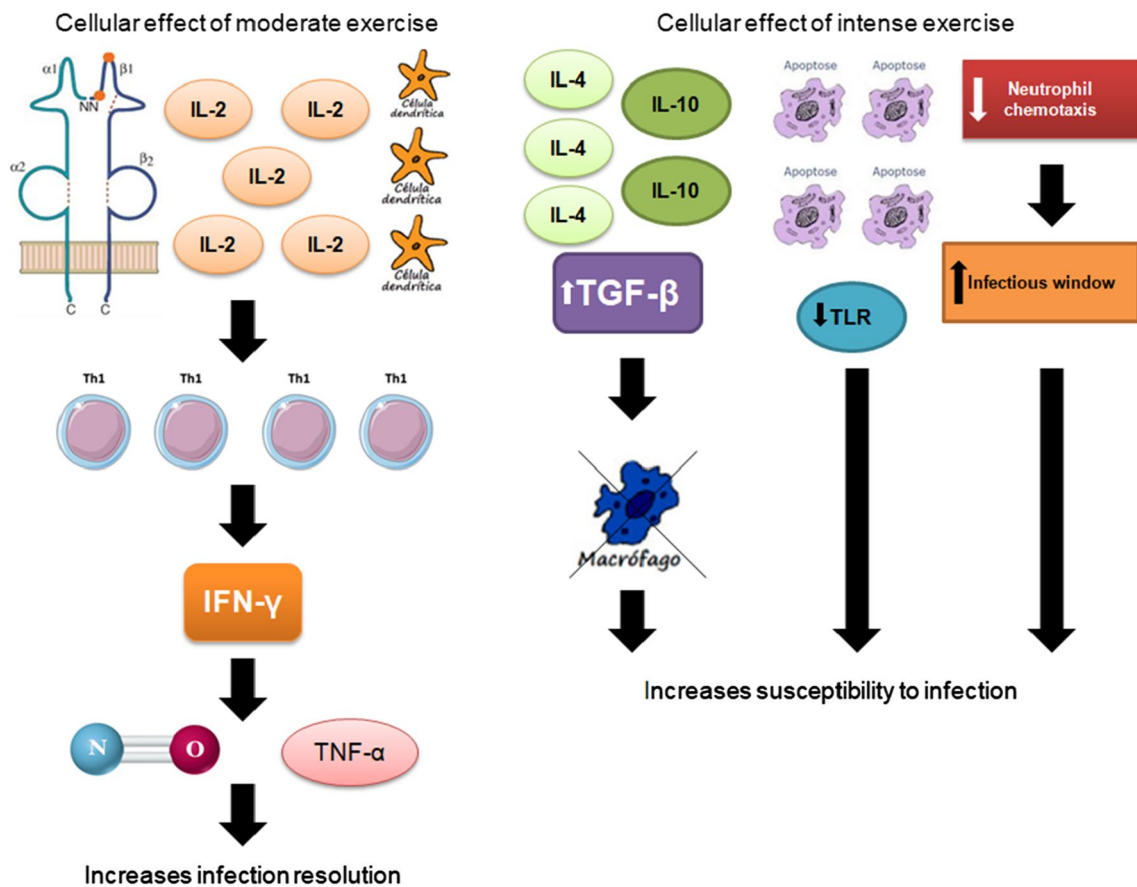 Cellular effect of moderate exercise
α1
β1
NN
α2
β2
C
C
IL-2
IL-2
IL-2
IL-2
IL-2
Célula
dendrítica
Célula
dendrítica
Célula
dendrítica
Th1
Th1
Th1
Th1
IFN-γ
N
O
TNF-α
Increases infection resolution
Cellular effect of intense exercise
IL-4
IL-4
IL-4
IL-10
IL-10
↑TGF-β
Macrófago
Apoptose
Apoptose
Apoptose
Apoptose
↓TLR
↓ Neutrophil
chemotaxis
↑ Infectious window
Increases susceptibility to infection